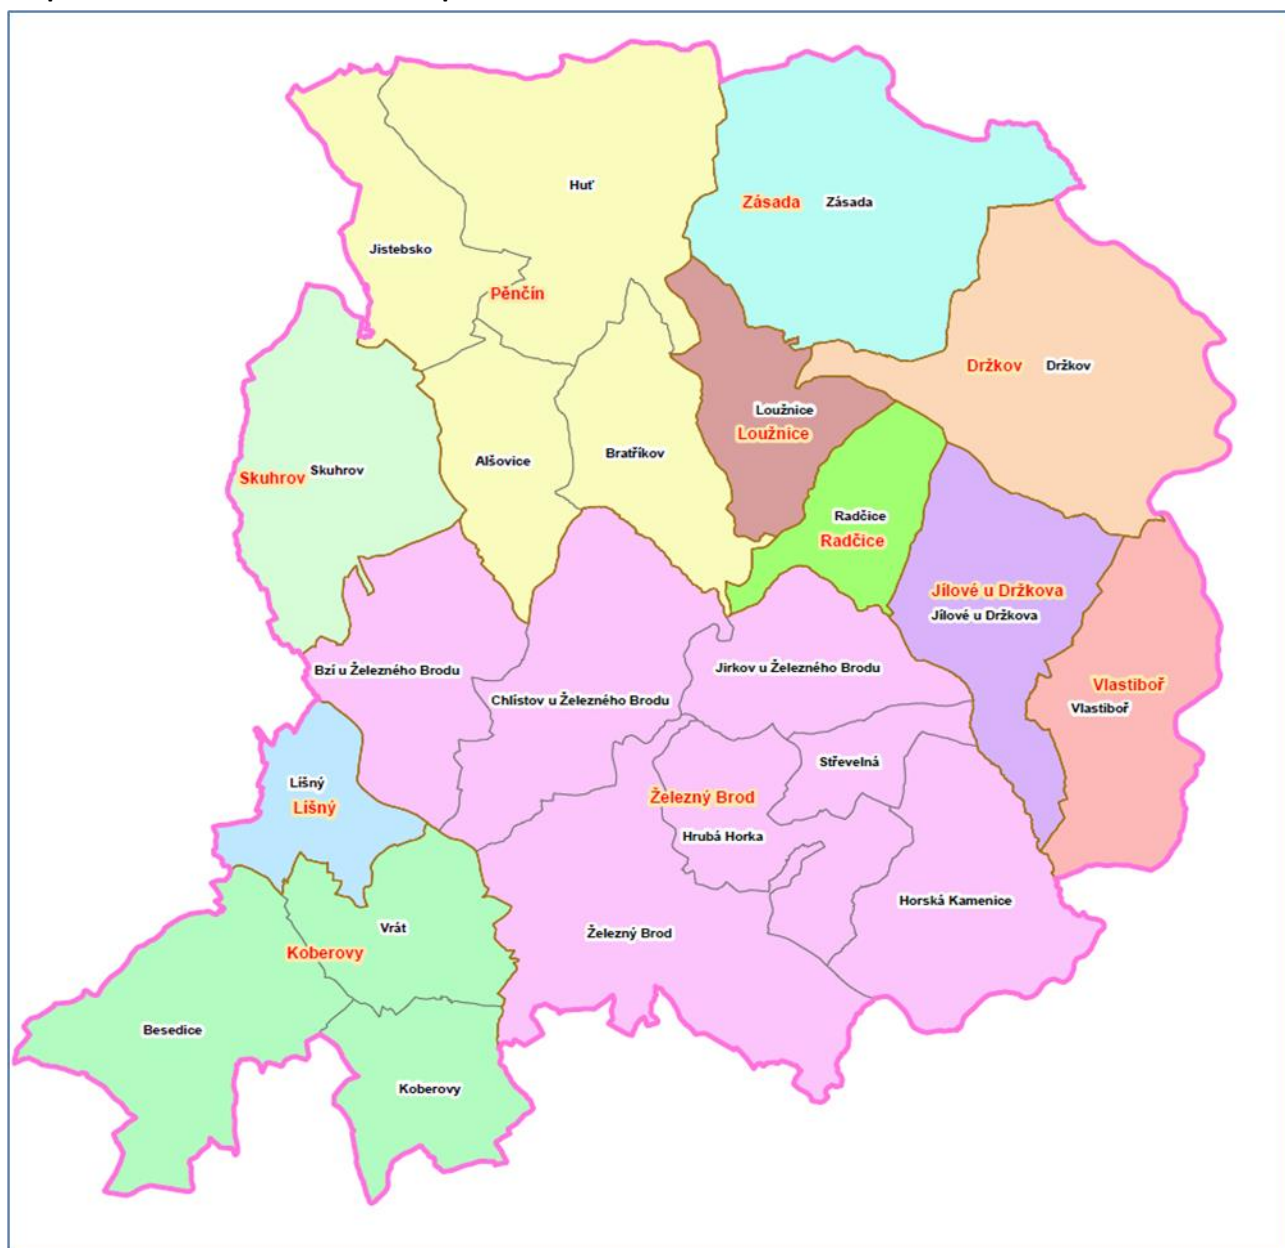 Huť
Zásada
Zásada
Jistebsko
Pěnčín
Držkov
Držkov
Loužnice
Loužnice
Bratříkov
Alšovice
Skuhrov
Skuhrov
Radčice
Radčice
Jílové u Držkova
Jílové u Držkova
Bzí u Železného Brodu
Jirkov u Železného Brodu
Chlístov u Železného Brodu
Vlastiboř
Vlastiboř
Střevelná
Líšný
Líšný
Železný Brod
Hrubá Horka
Horská Kamenice
Vrát
Železný Brod
Koberovy
Besedice
Koberovy